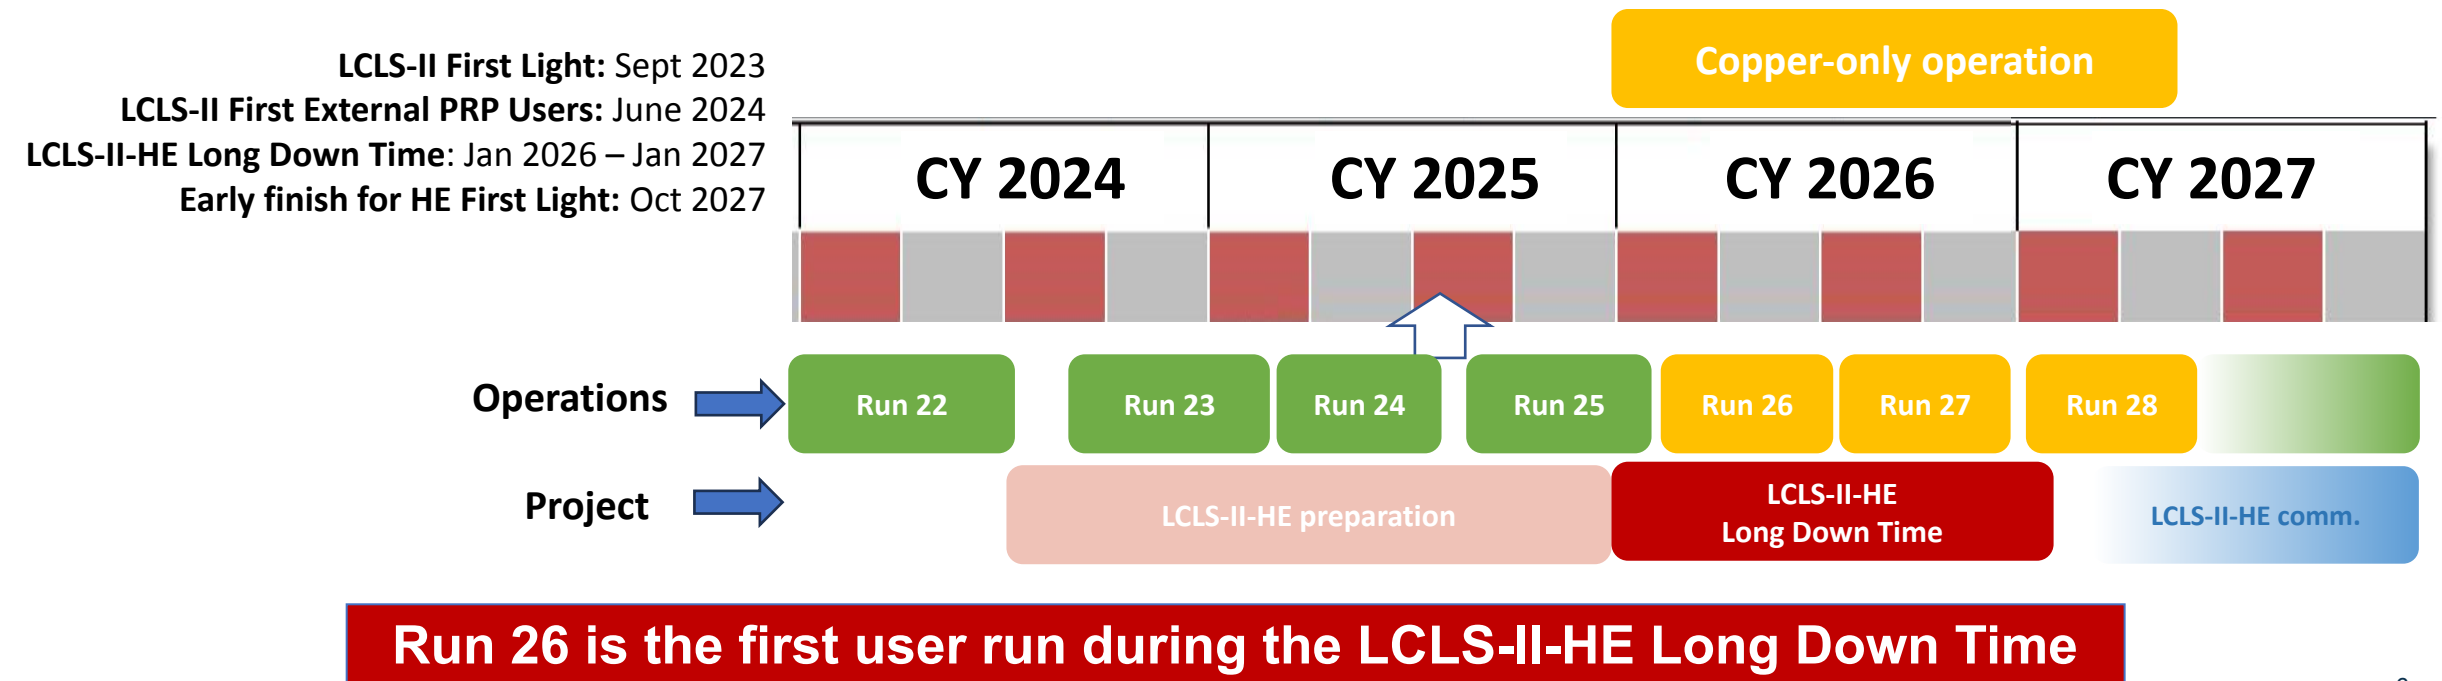 LCLS-II First Light: Sept 2023
LCLS-II First External PRP Users: June 2024
LCLS-II-HE Long Down Time: Jan 2026 – Jan 2027
Early finish for HE First Light: Oct 2027
Copper-only operation
CY 2024 CY 2025 CY 2026 CY 2027
Operations
Run 22 Run 23 Run 24 Run 25 Run 26 Run 27 Run 28
Project
LCLS-II-HE preparation
LCLS-II-HE
Long Down Time
LCLS-II-HE comm.
Run 26 is the first user run during the LCLS-II-HE Long Down Time